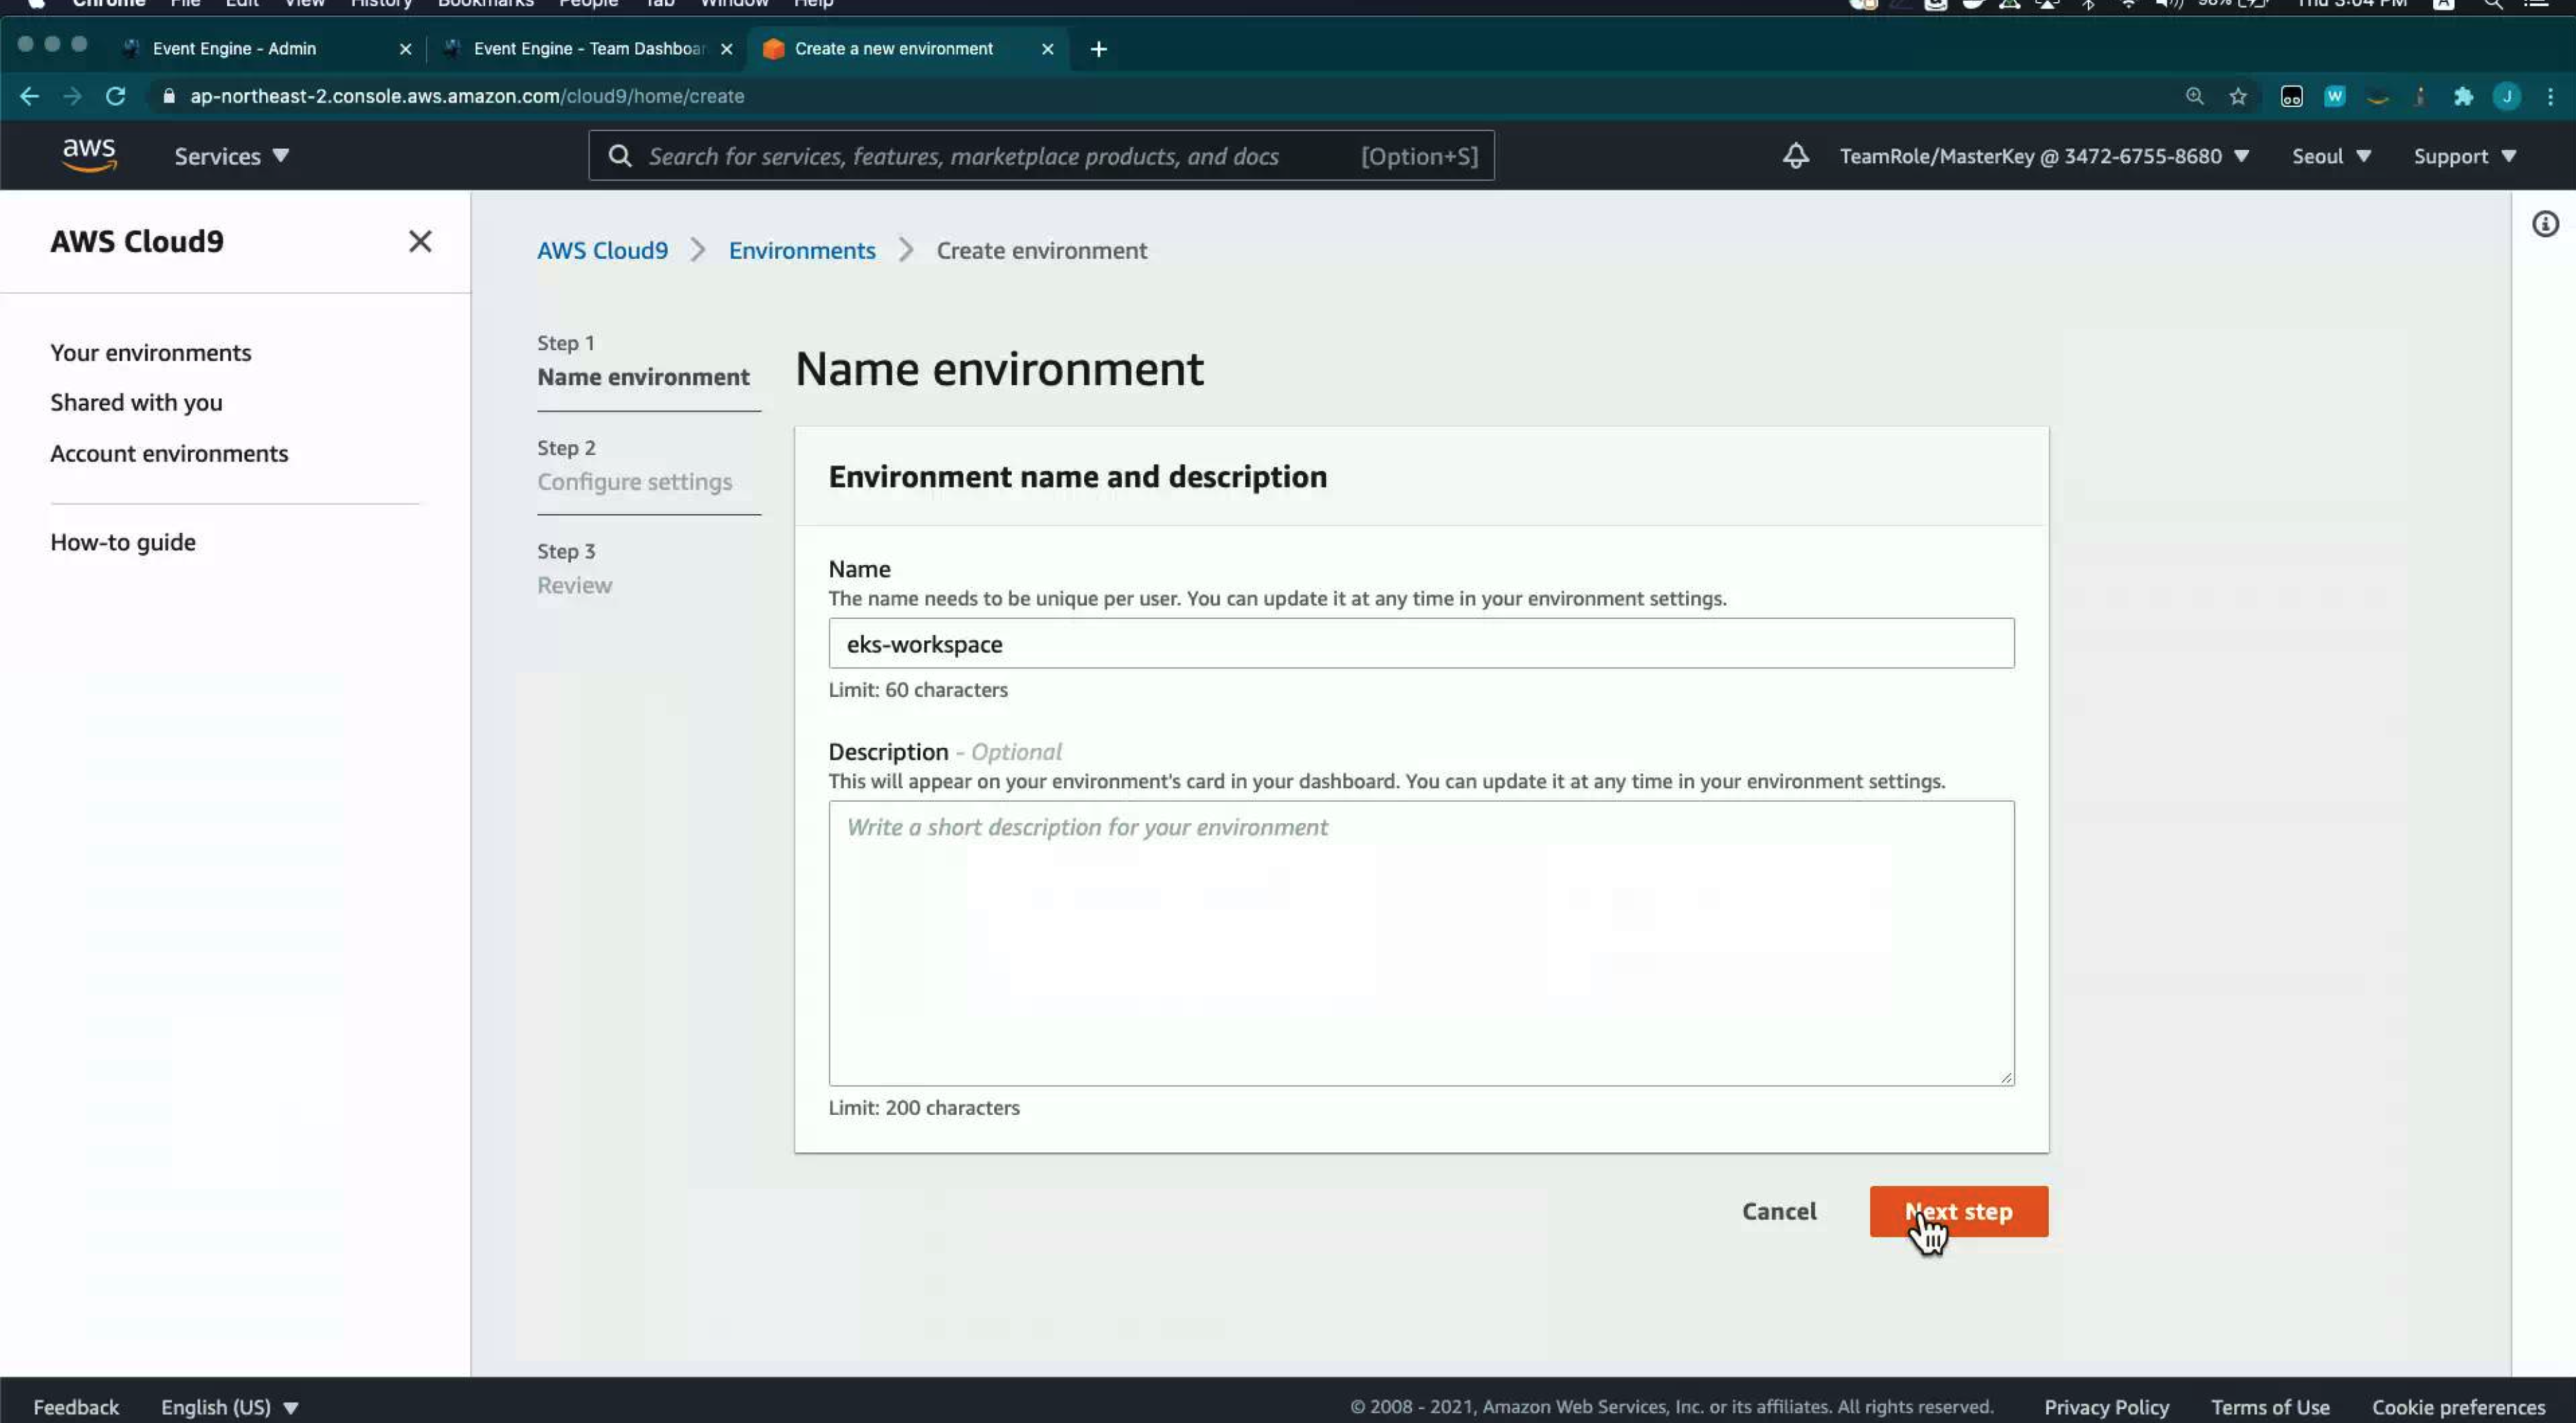 Chrome File Edit View History Bookmarks People Tab Window Help
98% Thu 3:04 PM A
Event Engine - Admin
Event Engine - Team Dashboar
Create a new environment
ap-northeast-2.console.aws.amazon.com/cloud9/home/create
W
J
aws
Services
Search for services, features, marketplace products, and docs [Option+S]
TeamRole/MasterKey @ 3472-6755-8680
Seoul
Support
AWS Cloud9
Your environments
Shared with you
Account environments
How-to guide
AWS Cloud9 > Environments > Create environment
Step 1
Name environment
Step 2
Configure settings
Step 3
Review
Name environment
Environment name and description
Name
The name needs to be unique per user. You can update it at any time in your environment settings.
eks-workspace
Limit: 60 characters
Description - Optional
This will appear on your environment's card in your dashboard. You can update it at any time in your environment settings.
Write a short description for your environment
Limit: 200 characters
Cancel
Next step
Feedback
English (US)
© 2008 - 2021, Amazon Web Services, Inc. or its affiliates. All rights reserved.
Privacy Policy
Terms of Use
Cookie preferences